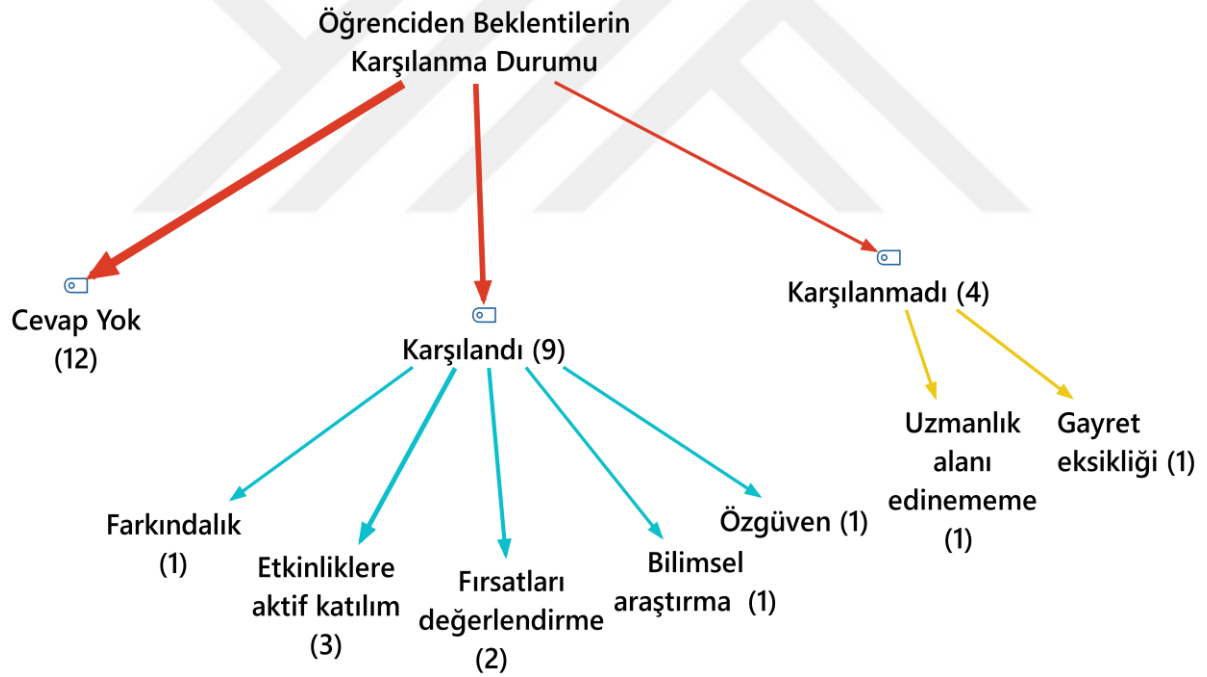 Öğrenciden Beklentilerin
Karşılanma Durumu
Cevap Yok
(12)
Karşılandı (9)
Karşılanmadı (4)
Farkındalık
(1)
Etkinliklere
aktif katılım
(3)
Fırsatları
değerlendirme
(2)
Bilimsel
araştırma (1)
Özgüven (1)
Uzmanlık
alanı
edinememe
(1)
Gayret
eksikliği (1)